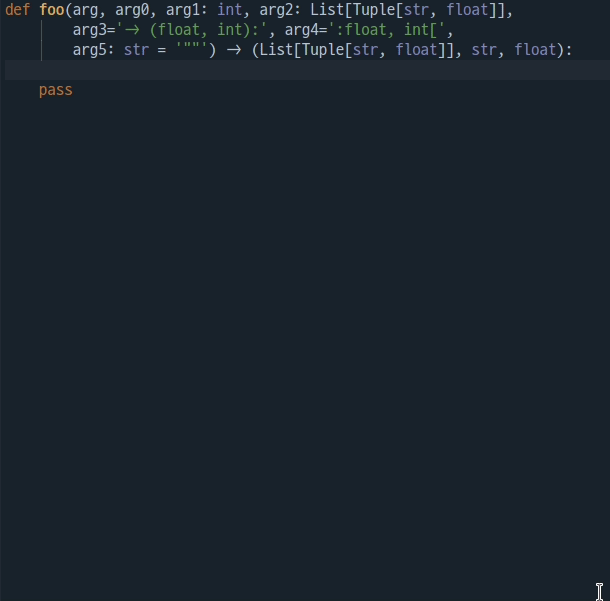 def foo(arg, arg0, arg1: int, arg2: List[Tuple[str, float]],
arg3='→ (float, int):', arg4=':float, int[',
arg5: str = '""') → (List[Tuple[str, float]], str, float):
pass